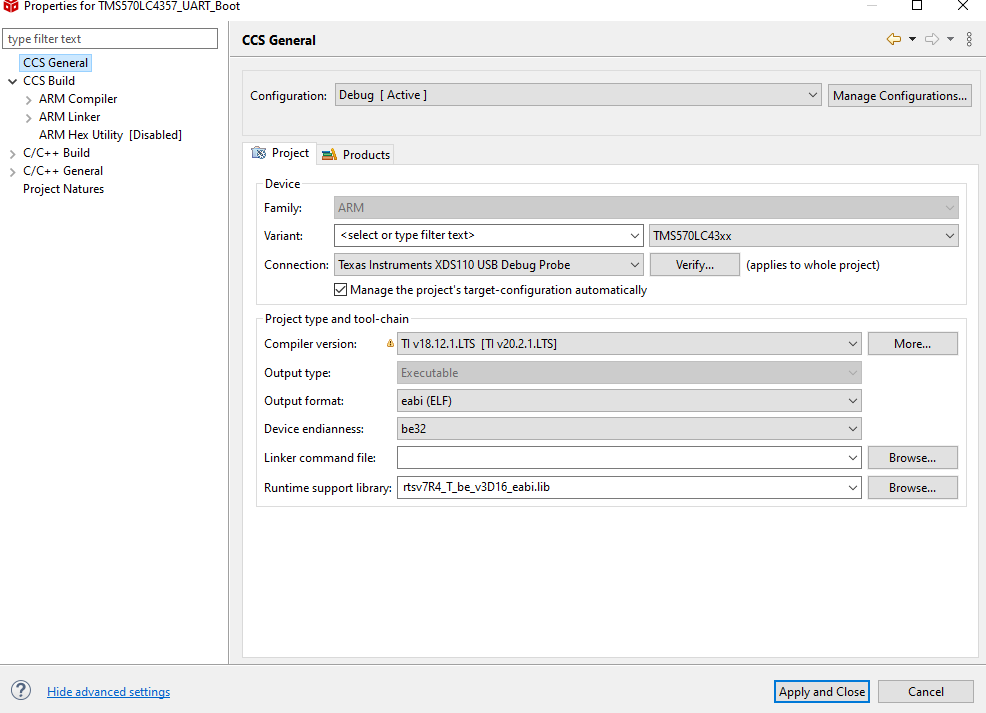 Properties for TMS570LC4357_UART_Boot
type filter text
CCS General
CCS Build
ARM Compiler
ARM Linker
ARM Hex Utility [Disabled]
C/C++ Build
C/C++ General
Project Natures
CCS General
Configuration: Debug [ Active ] Manage Configurations...
Project Products
Device
Family: ARM
Variant: <select or type filter text> TMS570LC43xx
Connection: Texas Instruments XDS110 USB Debug Probe Verify... (applies to whole project)
Manage the project's target-configuration automatically
Project type and tool-chain
Compiler version: TI v18.12.1.LTS [TI v20.2.1.LTS] More...
Output type: Executable
Output format: eabi (ELF)
Device endianness: be32
Linker command file: Browse...
Runtime support library: rtsv7R4_T_be_v3D16_eabi.lib Browse...
? Hide advanced settings Apply and Close Cancel